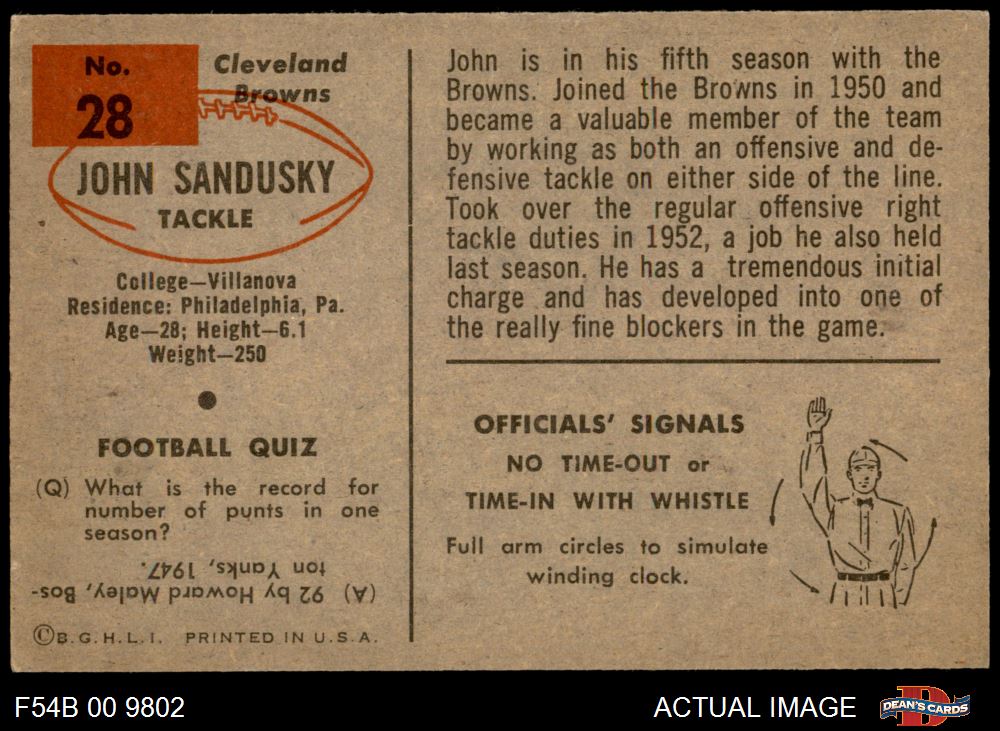 No.
28
Cleveland
Browns
JOHN SANDUSKY
TACKLE
College—Villanova
Residence: Philadelphia, Pa.
Age—28; Height—6.1
Weight—250
FOOTBALL QUIZ
(Q) What is the record for
number of punts in one
season?
(A) 92 by Howard Maley, Bos-
ton Yanks, 1947.
©B.G.H.L.I. PRINTED IN U.S.A.
John is in his fifth season with the
Browns. Joined the Browns in 1950 and
became a valuable member of the team
by working as both an offensive and de-
fensive tackle on either side of the line.
Took over the regular offensive right
tackle duties in 1952, a job he also held
last season. He has a tremendous initial
charge and has developed into one of
the really fine blockers in the game.
OFFICIALS' SIGNALS
NO TIME-OUT or
TIME-IN WITH WHISTLE
Full arm circles to simulate
winding clock.
F54B 00 9802
ACTUAL IMAGE
D
DEAN'S CARDS